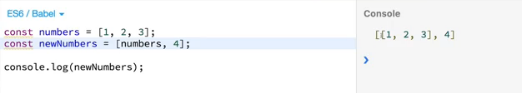 ES6 / Babel
Console
const numbers = [1, 2, 3];
const newNumbers = [numbers, 4];
console.log(newNumbers);
[[1, 2, 3], 4]